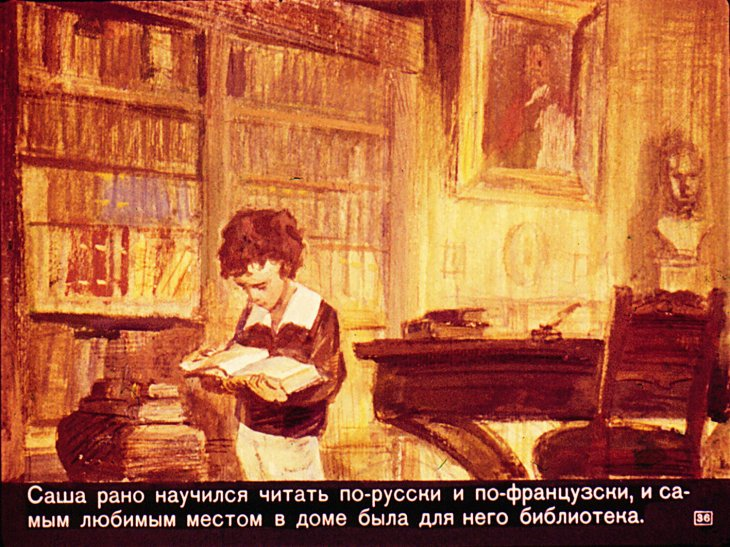 Саша рано научился читать по-русски и по-французски, и са-
мым любимым местом в доме была для него библиотека.
36